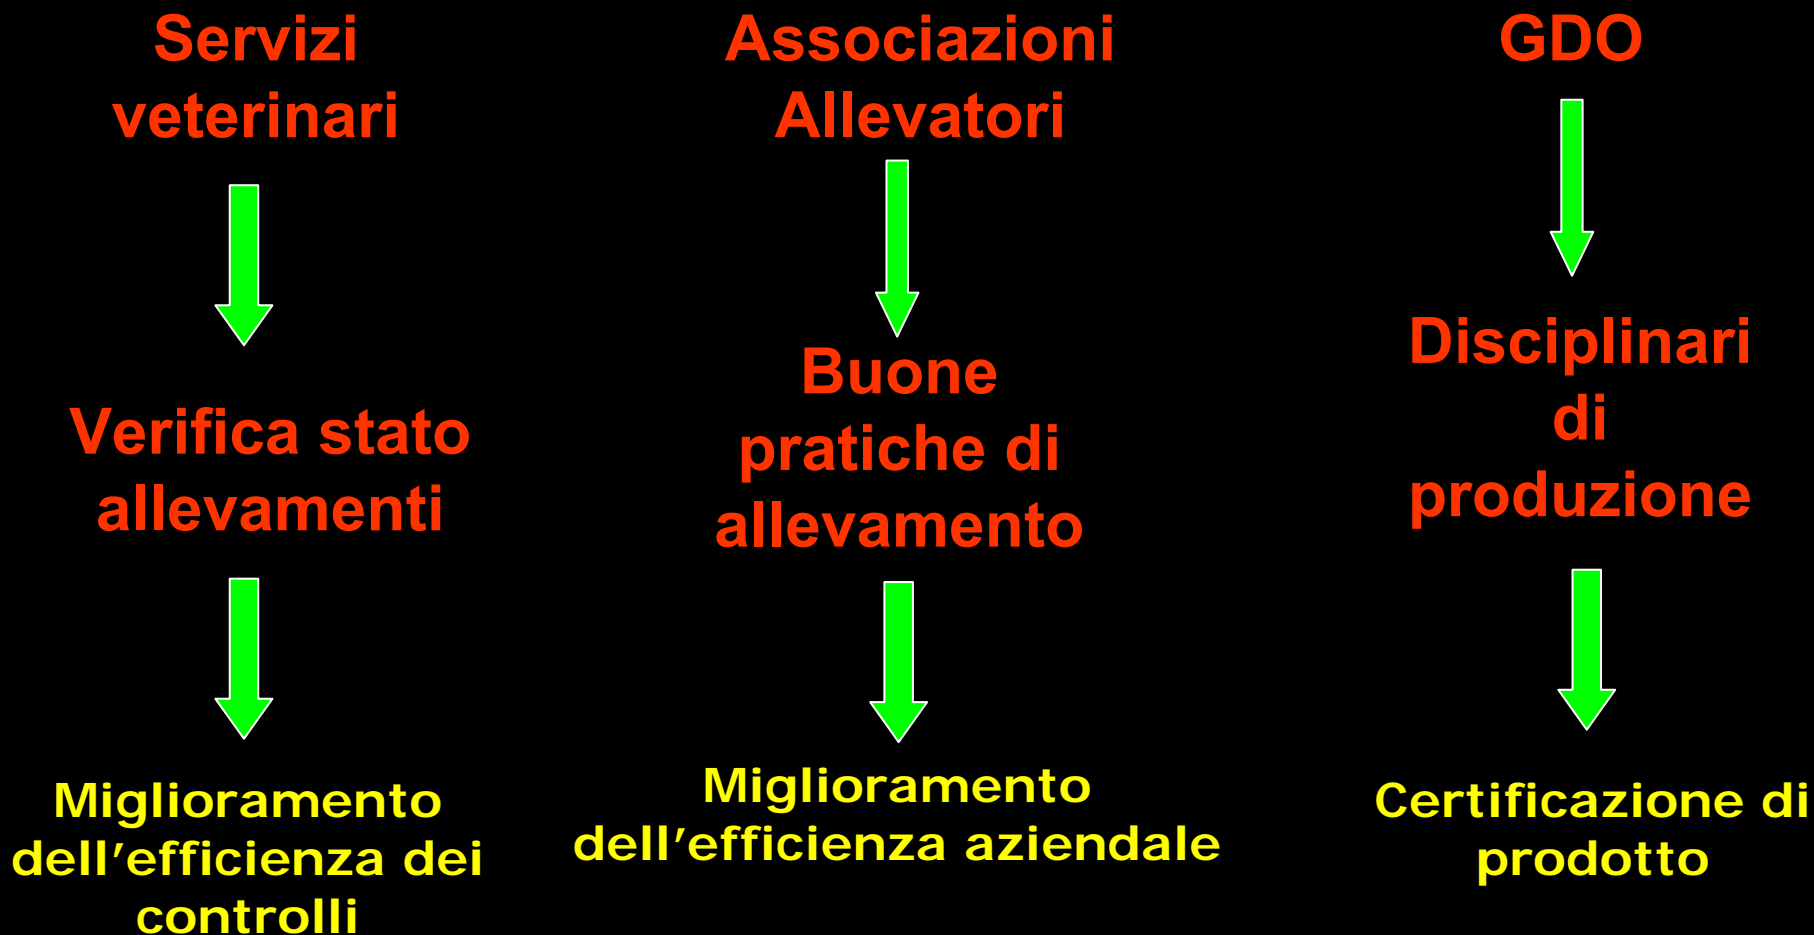 Servizi
veterinari
Verifica stato
allevamenti
Miglioramento
dell’efficienza dei
controlli
Associazioni
Allevatori
Buone
pratiche di
allevamento
Miglioramento
dell’efficienza aziendale
GDO
Disciplinari
di
produzione
Certificazione di
prodotto